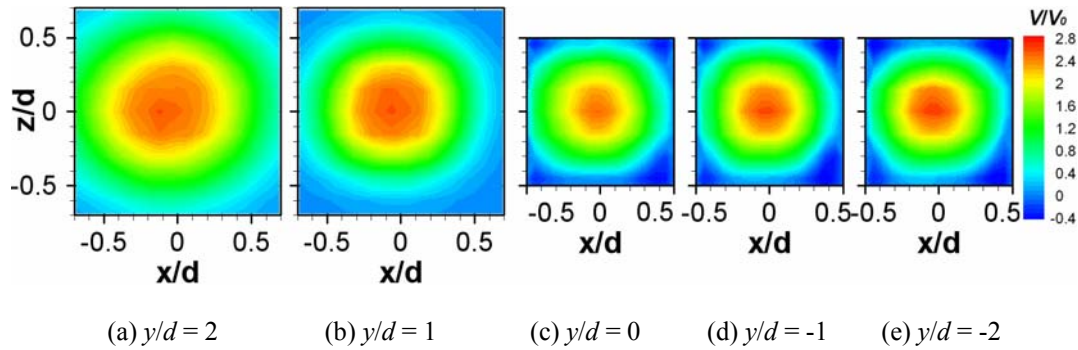 V/V₀
2.8
2.4
2
1.6
1.2
0.8
0.4
0
-0.4
z/d
0.5
0
-0.5
-0.5 0 0.5
x/d
-0.5 0 0.5
x/d
-0.5 0 0.5
x/d
-0.5 0 0.5
x/d
-0.5 0 0.5
x/d
(a) y/d = 2 (b) y/d = 1 (c) y/d = 0 (d) y/d = -1 (e) y/d = -2